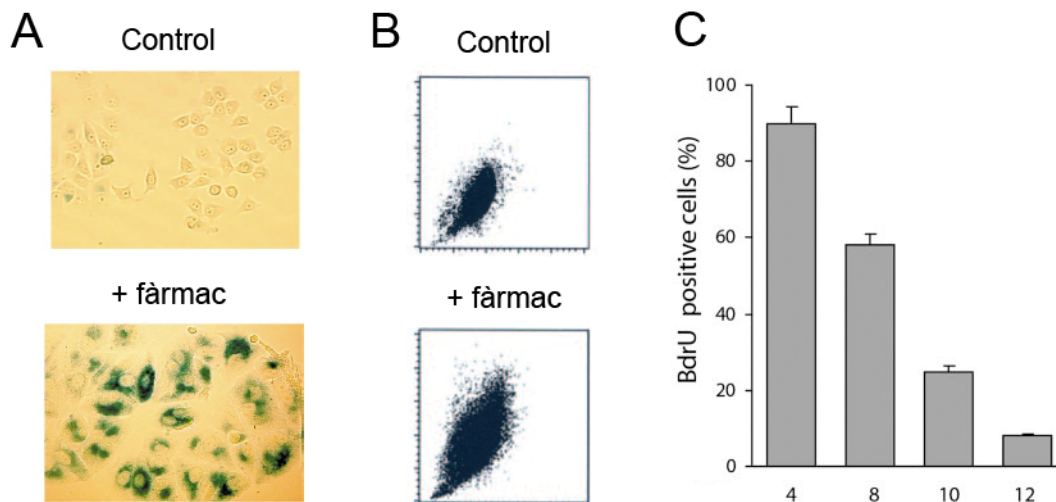 A
Control
+ fàrmac
B
Control
+ fàrmac
C
BdrU positive cells (%)
100
80
60
40
20
0
4 8 10 12